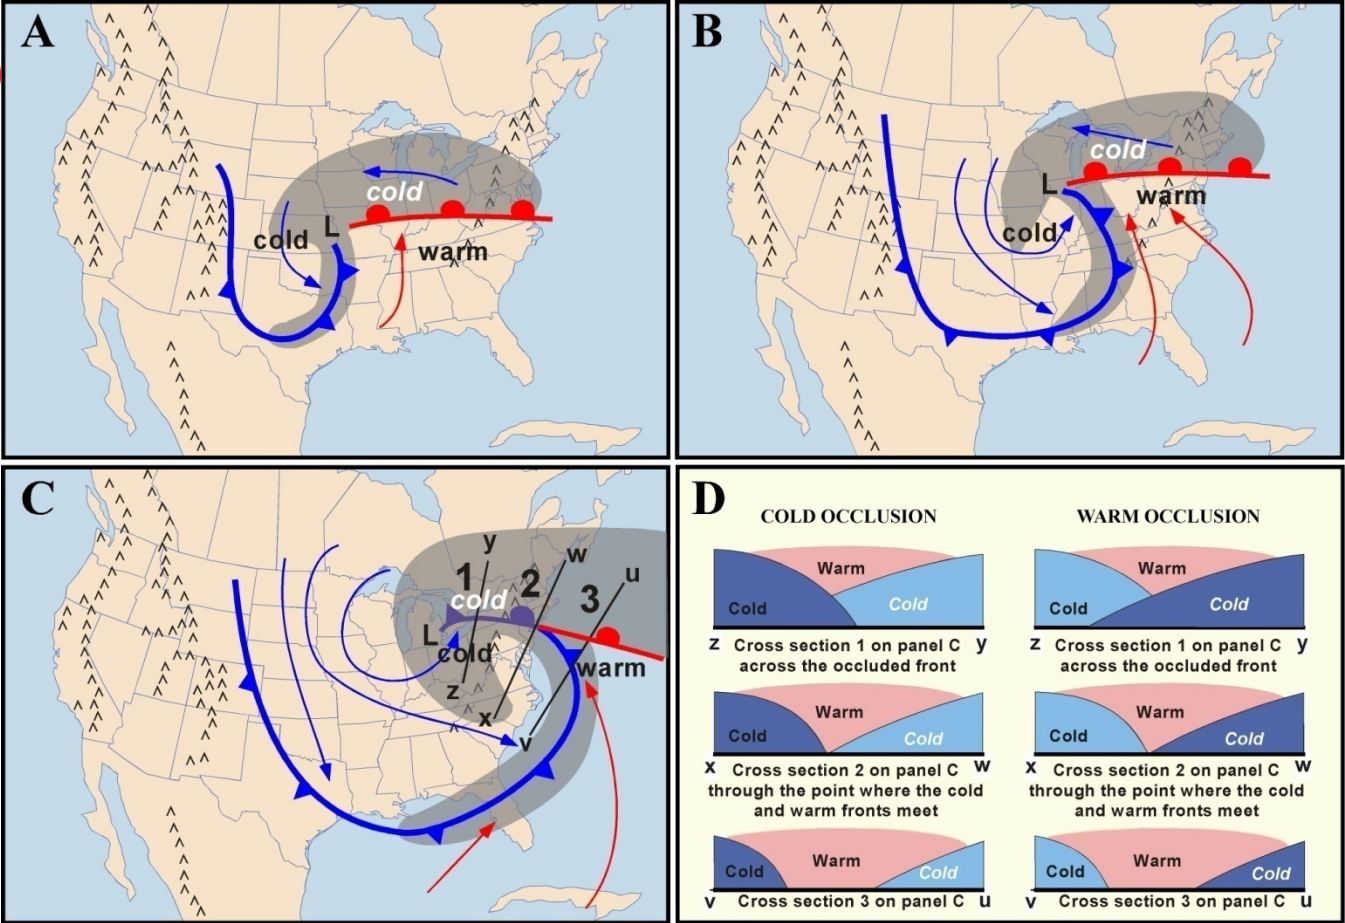 A
cold
cold
L
warm
B
cold
L
warm
cold
C
y
w
1
2
u
cold
3
L
cold
warm
z
x
v
D
COLD OCCLUSION
WARM OCCLUSION
Warm
Cold
Cold
z
y
Cross section 1 on panel C
across the occluded front
Warm
Cold
Cold
z
y
Cross section 1 on panel C
across the occluded front
Warm
Cold
Cold
x
w
Cross section 2 on panel C
through the point where the cold
and warm fronts meet
Warm
Cold
Cold
x
w
Cross section 2 on panel C
through the point where the cold
and warm fronts meet
Cold
Warm
Cold
v
Cross section 3 on panel C
u
Cold
Warm
Cold
v
Cross section 3 on panel C
u